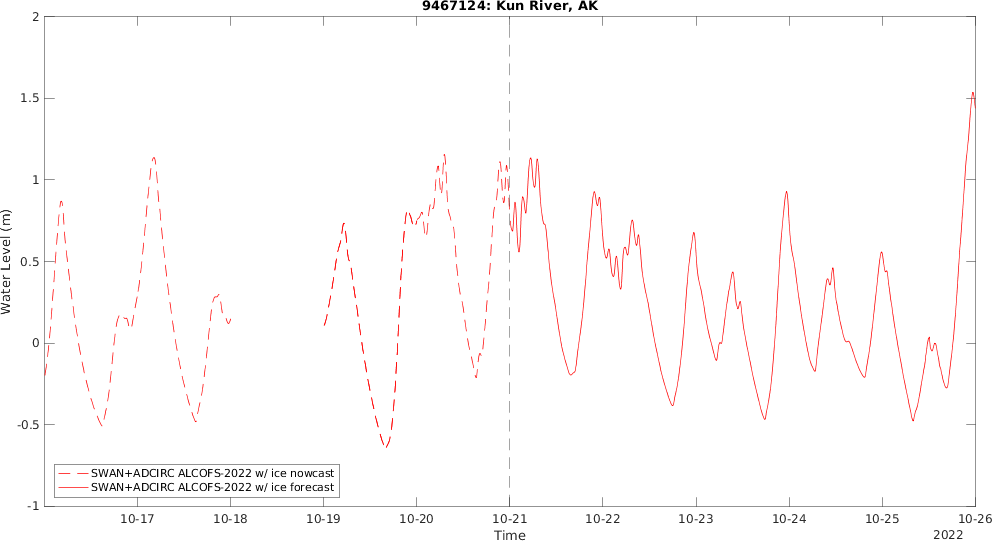 9467124: Kun River, AK
2
1.5
1
0.5
0
-0.5
-1
Water Level (m)
SWAN+ADCIRC ALCOFS-2022 w/ ice nowcast
SWAN+ADCIRC ALCOFS-2022 w/ ice forecast
10-17 10-18 10-19 10-20 10-21 10-22 10-23 10-24 10-25 10-26
Time
2022